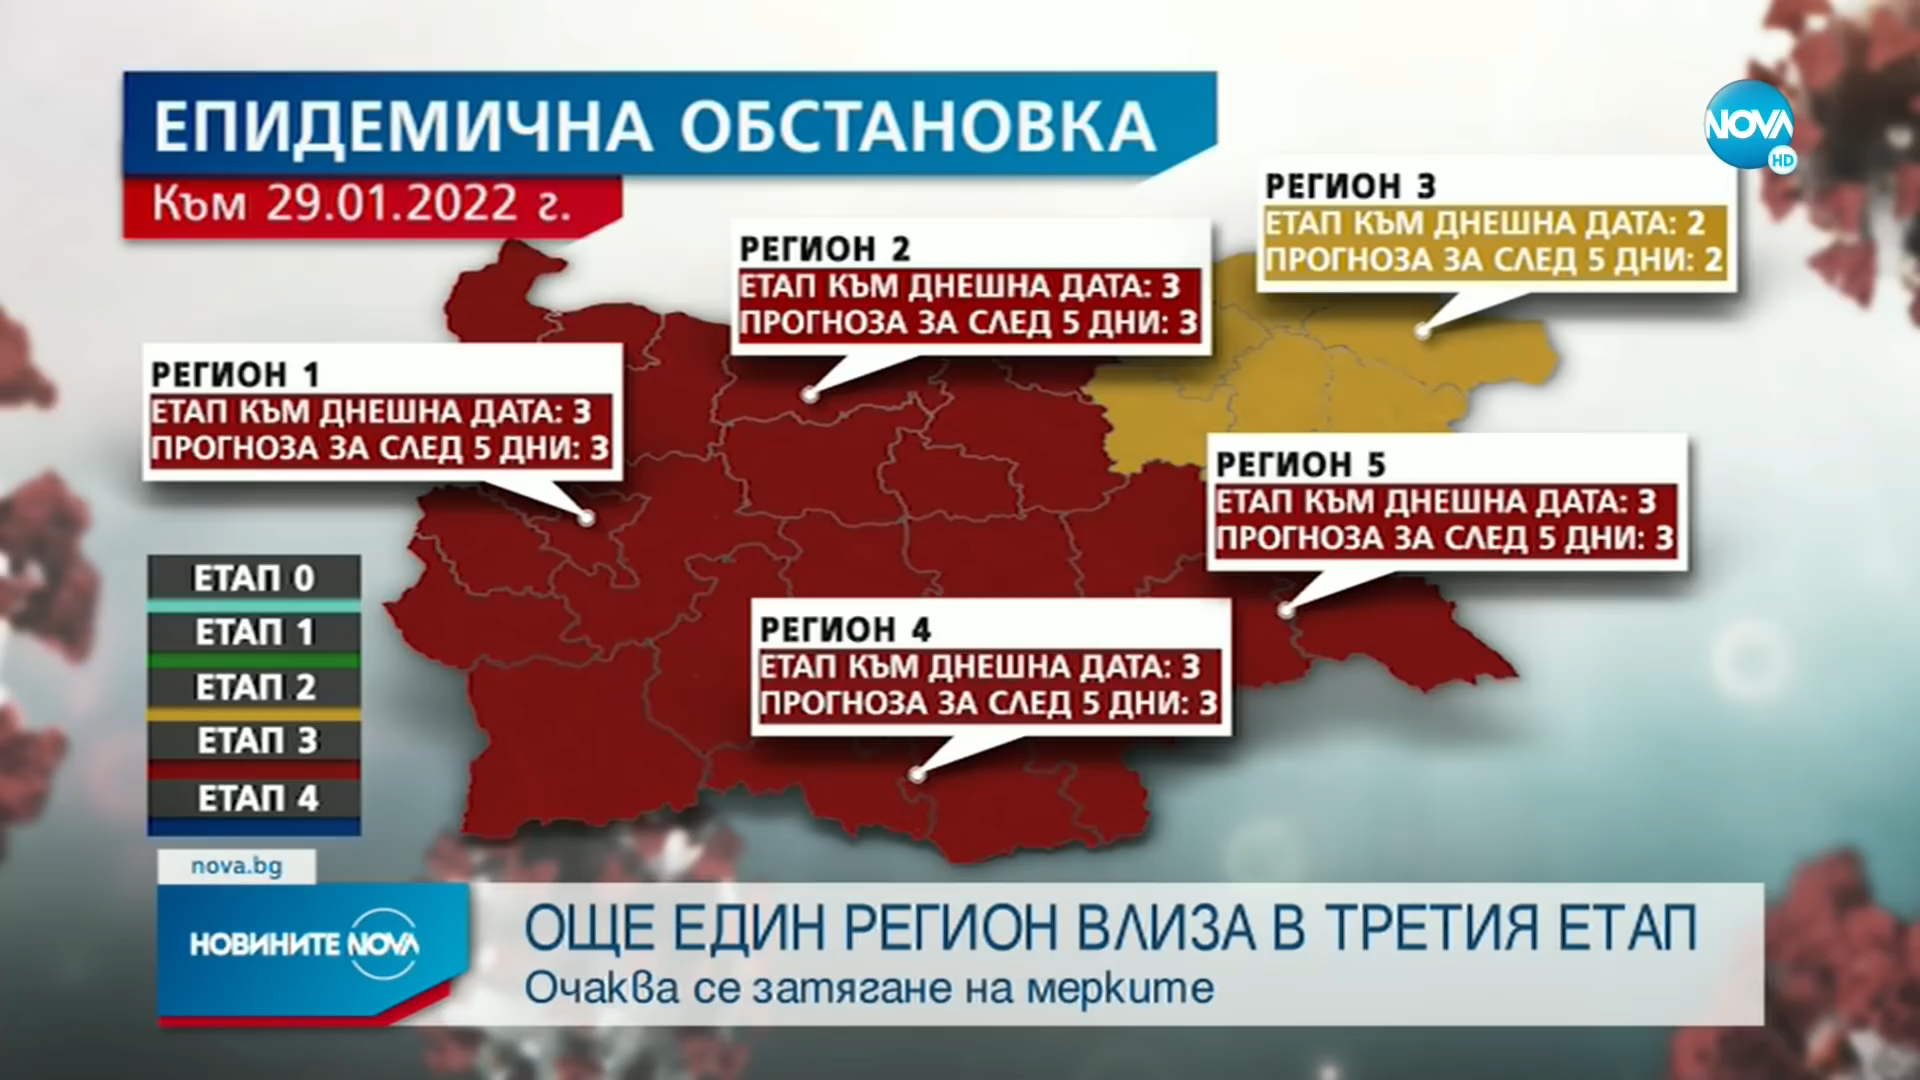 ЕПИДЕМИЧНА ОБСТАНОВКА
Към 29.01.2022 г.
NOVA
HD
РЕГИОН 3
ЕТАП КЪМ ДНЕШНА ДАТА: 2
ПРОГНОЗА ЗА СЛЕД 5 ДНИ: 2
РЕГИОН 2
ЕТАП КЪМ ДНЕШНА ДАТА: 3
ПРОГНОЗА ЗА СЛЕД 5 ДНИ: 3
РЕГИОН 1
ЕТАП КЪМ ДНЕШНА ДАТА: 3
ПРОГНОЗА ЗА СЛЕД 5 ДНИ: 3
РЕГИОН 5
ЕТАП КЪМ ДНЕШНА ДАТА: 3
ПРОГНОЗА ЗА СЛЕД 5 ДНИ: 3
РЕГИОН 4
ЕТАП КЪМ ДНЕШНА ДАТА: 3
ПРОГНОЗА ЗА СЛЕД 5 ДНИ: 3
ЕТАП 0
ЕТАП 1
ЕТАП 2
ЕТАП 3
ЕТАП 4
nova.bg
НОВИНИТЕ NOVA
ОЩЕ ЕДИН РЕГИОН ВЛИЗА В ТРЕТИЯ ЕТАП
Очаква се затягане на мерките